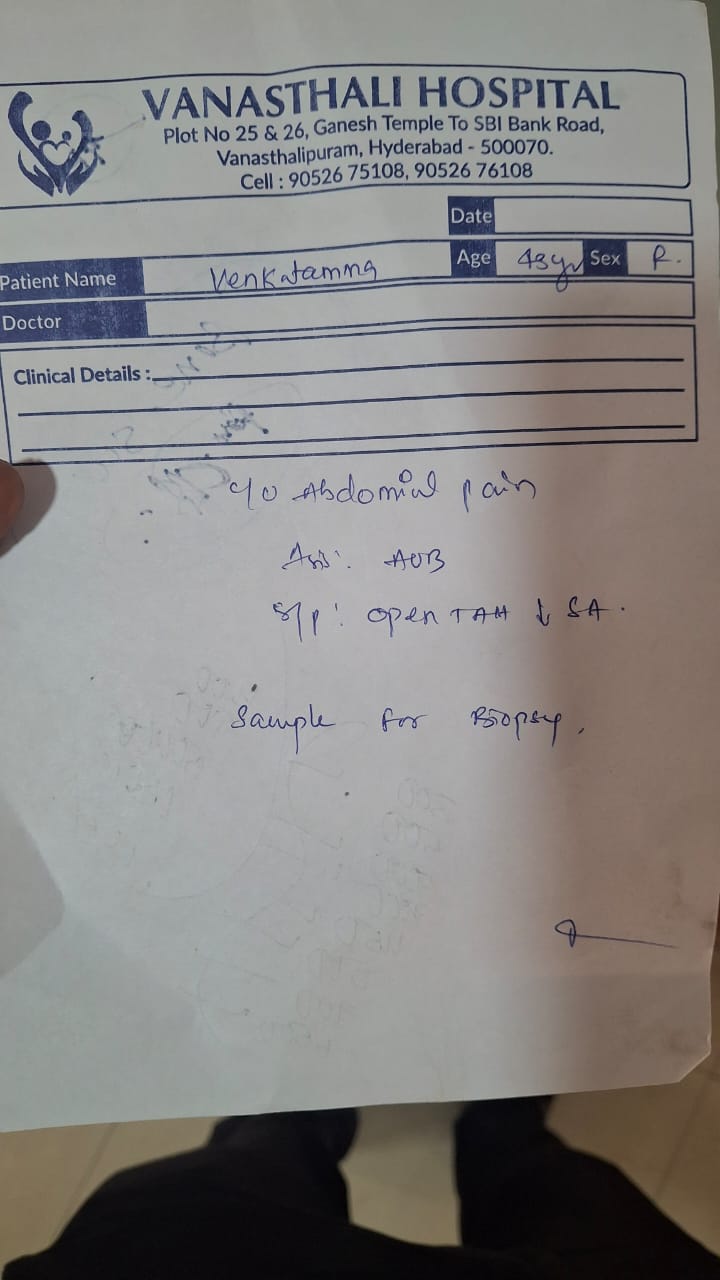 VANASTHALI HOSPITAL
Plot No 25 & 26, Ganesh Temple To SBI Bank Road,
Vanasthalipuram, Hyderabad - 500070.
Cell : 90526 75108, 90526 76108
Date
Patient Name Venkatamma Age 43yr Sex F.
Doctor
Clinical Details :
c/o Abdominal pain
AUB
S/P: open TAH ↓ SA.
Sample for Biopsy.